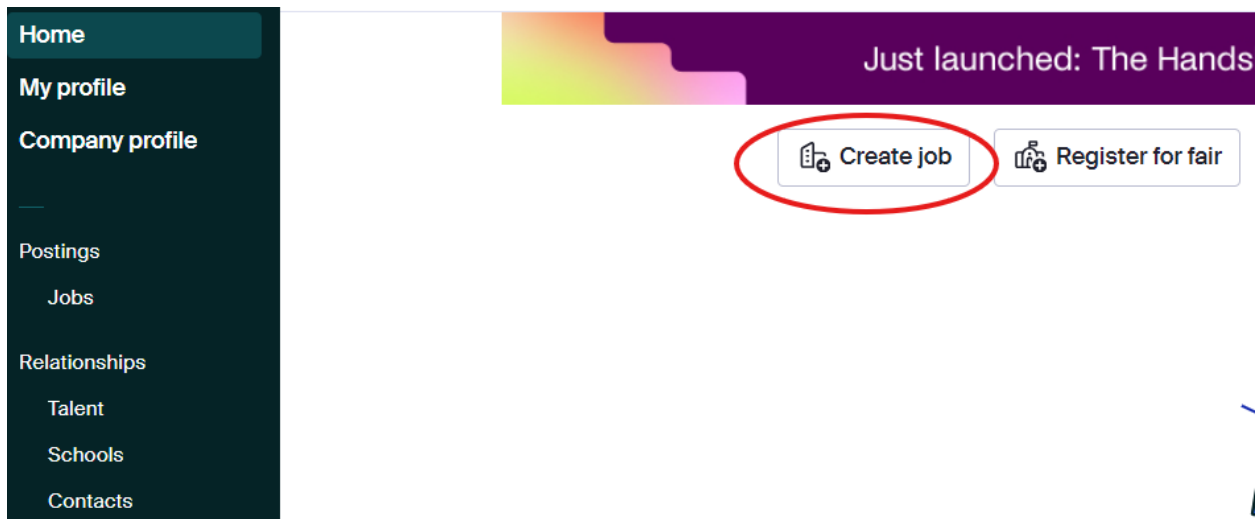 Home
My profile
Company profile
Postings
Jobs
Relationships
Talent
Schools
Contacts
Just launched: The Hands
Create job
Register for fair